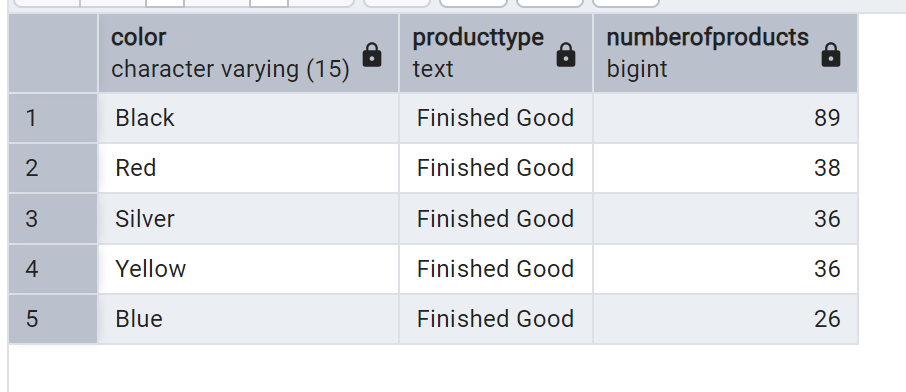 color producttype numberofproducts
character varying (15) text bigint
1 Black Finished Good 89
2 Red Finished Good 38
3 Silver Finished Good 36
4 Yellow Finished Good 36
5 Blue Finished Good 26